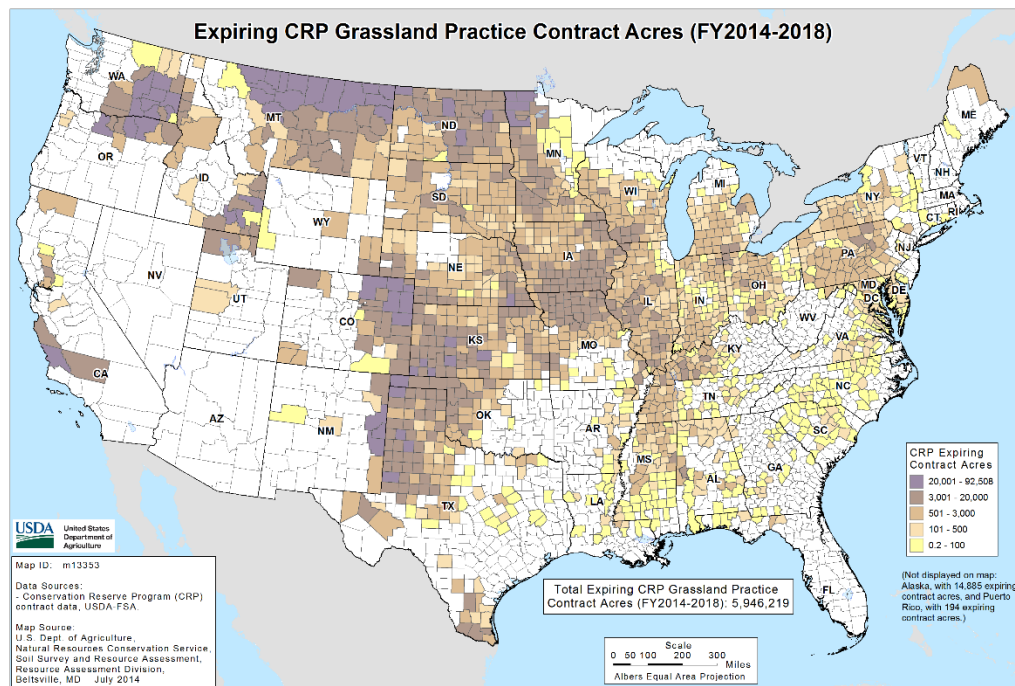 Expiring CRP Grassland Practice Contract Acres (FY2014-2018)
WA
MT
ND
MN
ME
OR
ID
WY
SD
WI
MI
VT
NH
NY
MA
CT
RI
NV
UT
CO
NE
IA
IL
IN
OH
PA
NJ
MD
DE
DC
WV
VA
CA
AZ
NM
KS
MO
KY
OK
AR
TN
NC
SC
MS
AL
GA
TX
LA
FL
CRP Expiring
Contract Acres
20,001 - 92,508
3,001 - 20,000
501 - 3,000
101 - 500
0.2 - 100
(Not displayed on map:
Alaska, with 14,885 expiring
contract acres, and Puerto
Rico, with 194 expiring
contract acres.)
USDA
United States
Department of
Agriculture
Map ID: m13353
Data Sources:
- Conservation Reserve Program (CRP)
contract data, USDA-FSA.
Map Source:
U.S. Dept. of Agriculture,
Natural Resources Conservation Service,
Soil Survey and Resource Assessment,
Resource Assessment Division,
Beltsville, MD July 2014
Total Expiring CRP Grassland Practice
Contract Acres (FY2014-2018): 5,946,219
Scale
0 50 100 200 300
Miles
Albers Equal Area Projection